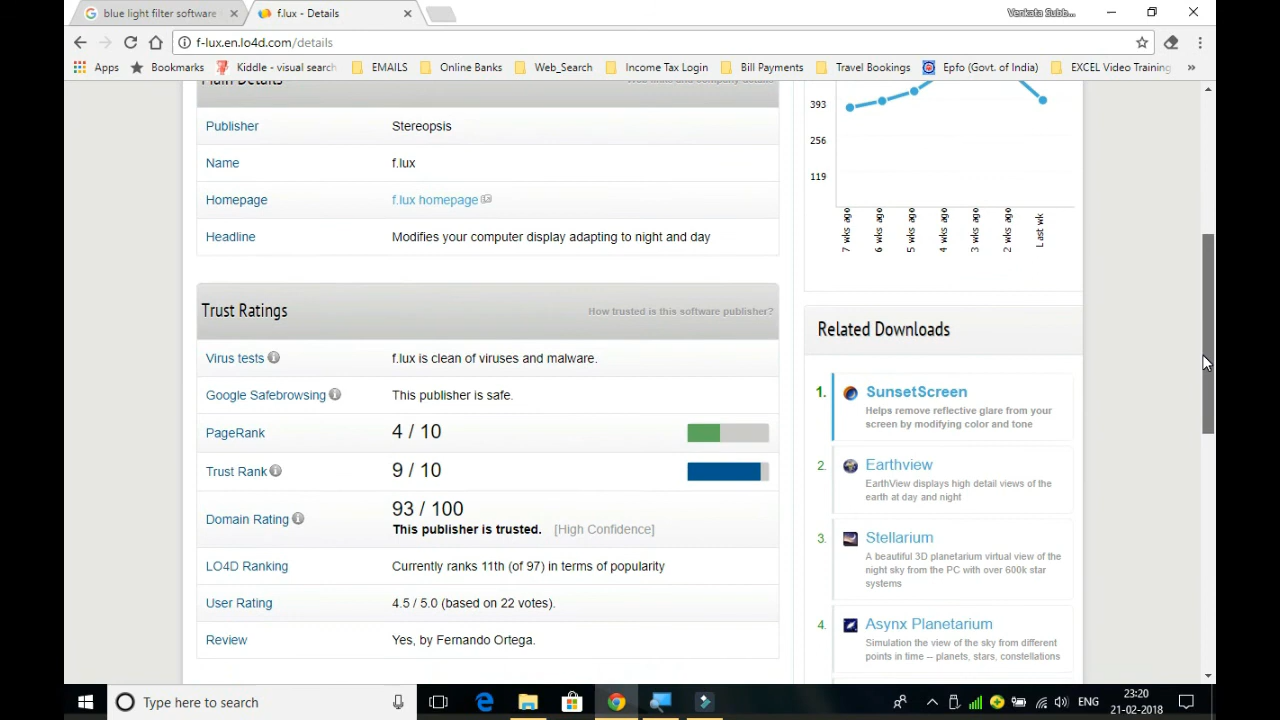 blue light filter software
f.lux - Details
Venkata Subb...
f-lux.en.lo4d.com/details
Apps
Bookmarks
Kiddle - visual search
EMAILS
Online Banks
Web_Search
Income Tax Login
Bill Payments
Travel Bookings
Epfo (Govt. of India)
EXCEL Video Training
»
Publisher
Stereopsis
Name
f.lux
Homepage
f.lux homepage
Headline
Modifies your computer display adapting to night and day
Trust Ratings
How trusted is this software publisher?
Virus tests
f.lux is clean of viruses and malware.
Google Safebrowsing
This publisher is safe.
PageRank
4 / 10
Trust Rank
9 / 10
Domain Rating
93 / 100
This publisher is trusted. [High Confidence]
LO4D Ranking
Currently ranks 11th (of 97) in terms of popularity
User Rating
4.5 / 5.0 (based on 22 votes).
Review
Yes, by Fernando Ortega.
393
256
119
7 wks ago
6 wks ago
5 wks ago
4 wks ago
3 wks ago
2 wks ago
Last wk
Related Downloads
1.
SunsetScreen
Helps remove reflective glare from your
screen by modifying color and tone
2.
Earthview
EarthView displays high detail views of the
earth at day and night
3.
Stellarium
A beautiful 3D planetarium virtual view of the
night sky from the PC with over 600k star
systems
4.
Asynx Planetarium
Simulation the view of the sky from different
points in time – planets, stars, constellations
Type here to search
ENG
23:20
21-02-2018